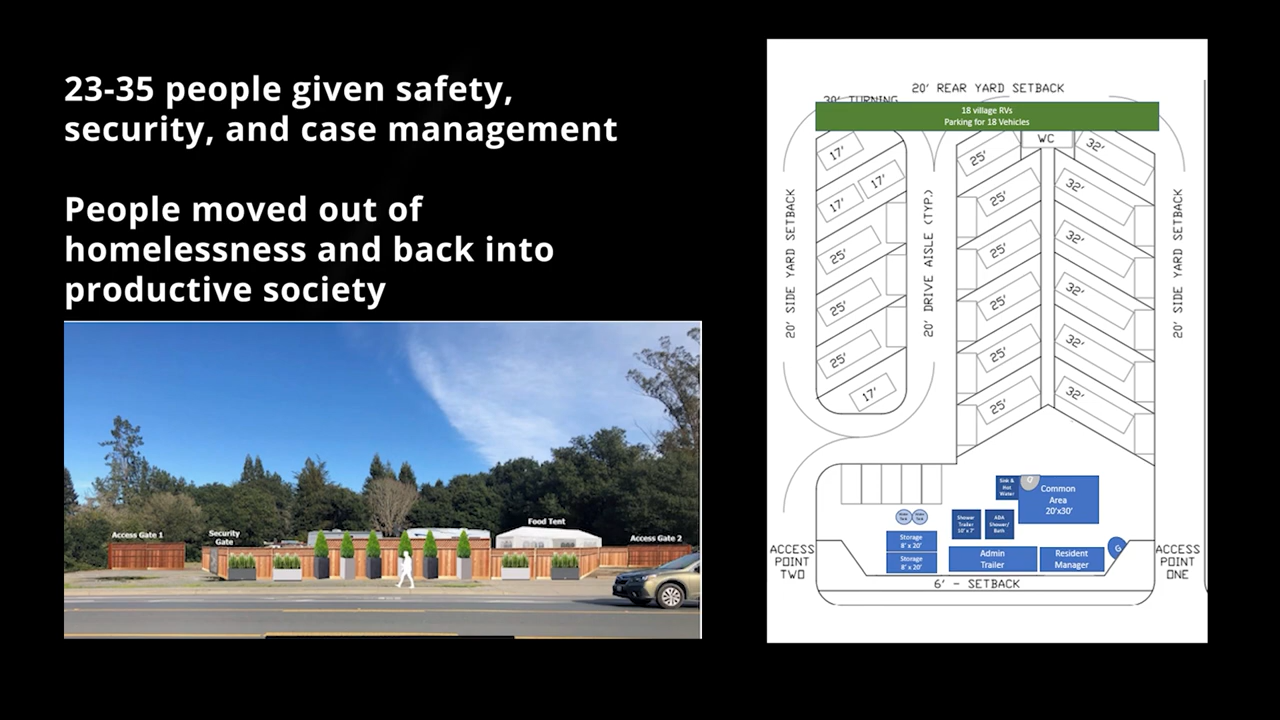 23-35 people given safety,
security, and case management
People moved out of
homelessness and back into
productive society
Access Gate 1
Security
Gate
Food Tent
Access Gate 2
20' REAR YARD SETBACK
30' TURNING
18 village RVs
Parking for 18 Vehicles
WC
17'
17'
17'
25'
25'
25'
17'
25'
25'
25'
25'
25'
25'
32'
32'
32'
32'
32'
32'
20' SIDE YARD SETBACK
20' DRIVE AISLE (TYP.)
20' SIDE YARD SETBACK
Sink &
Hot
Water
Common
Area
20'x30'
Shower
Trailer
10' x 7'
ADA
Shower/
Bath
Storage
8' x 20'
Storage
8' x 20'
Admin
Trailer
Resident
Manager
G
ACCESS
POINT
TWO
ACCESS
POINT
ONE
6' - SETBACK